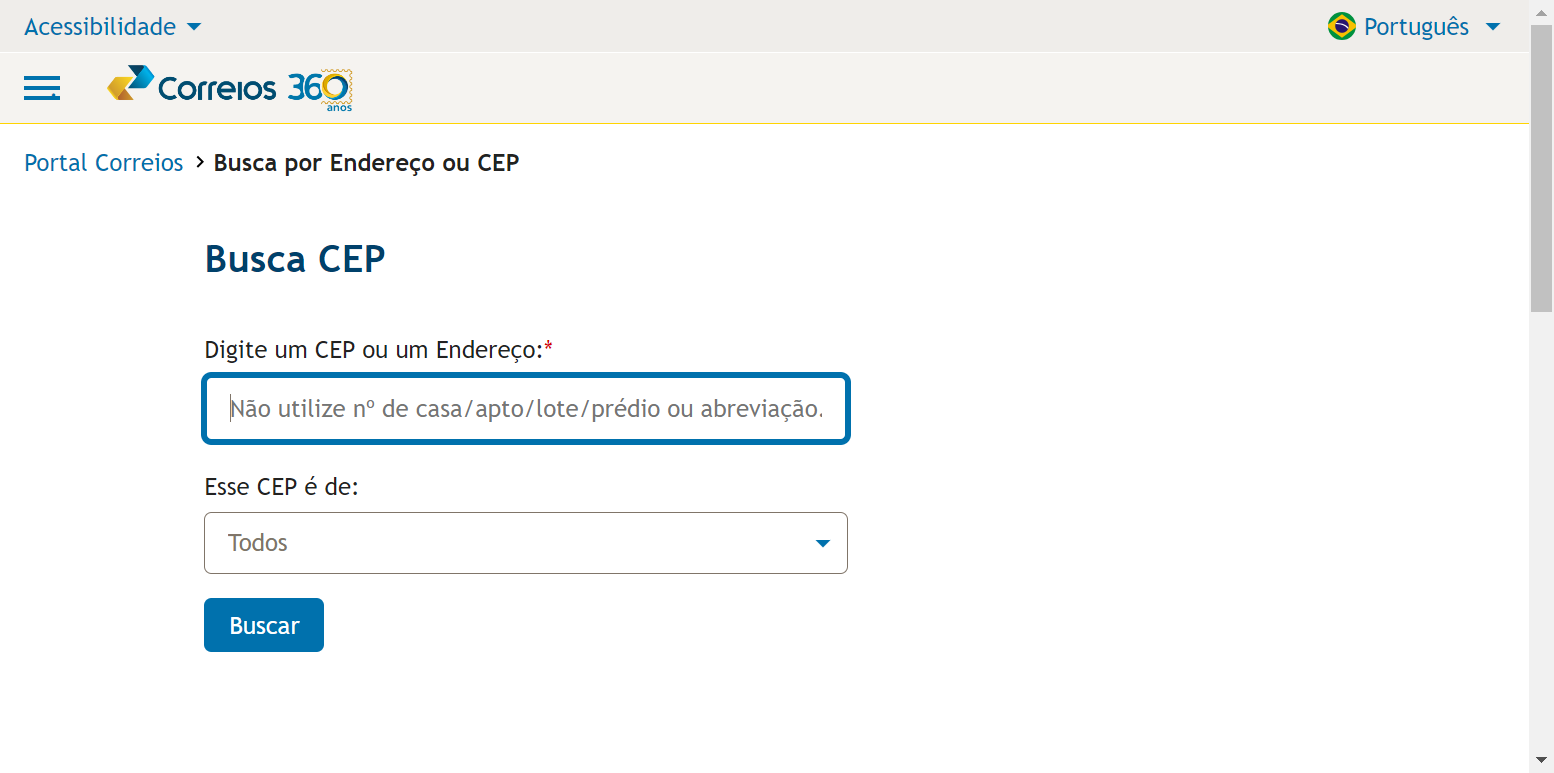 Acessibilidade
Português
Correios 360 anos
Portal Correios > Busca por Endereço ou CEP
Busca CEP
Digite um CEP ou um Endereço:*
Não utilize nº de casa/apto/lote/prédio ou abreviação.
Esse CEP é de:
Todos
Buscar